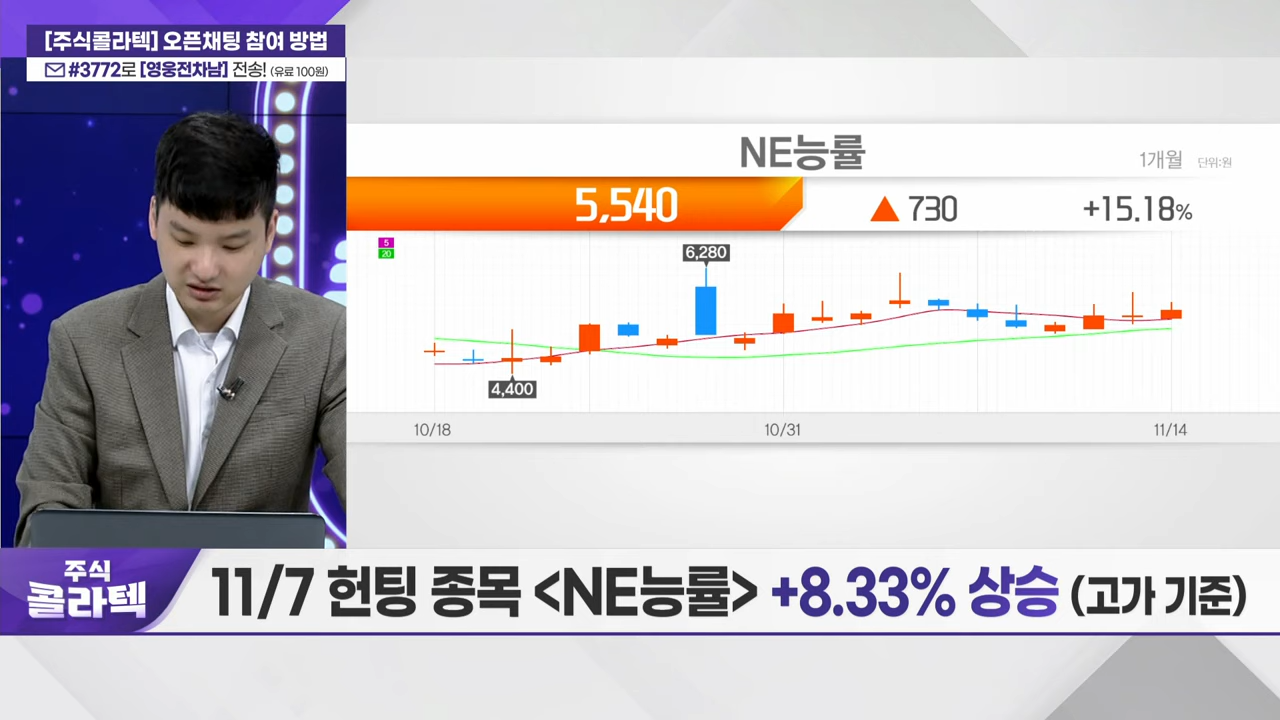 [주식콜라텍] 오픈채팅 참여 방법
#3772로 [영웅전차남] 전송! (유료 100원)
NE능률
1개월 단위:원
5,540 ▲ 730 +15.18%
5
20
6,280
4,400
10/18 10/31 11/14
주식
콜라텍
11/7 헌팅 종목 <NE능률> +8.33% 상승 (고가 기준)